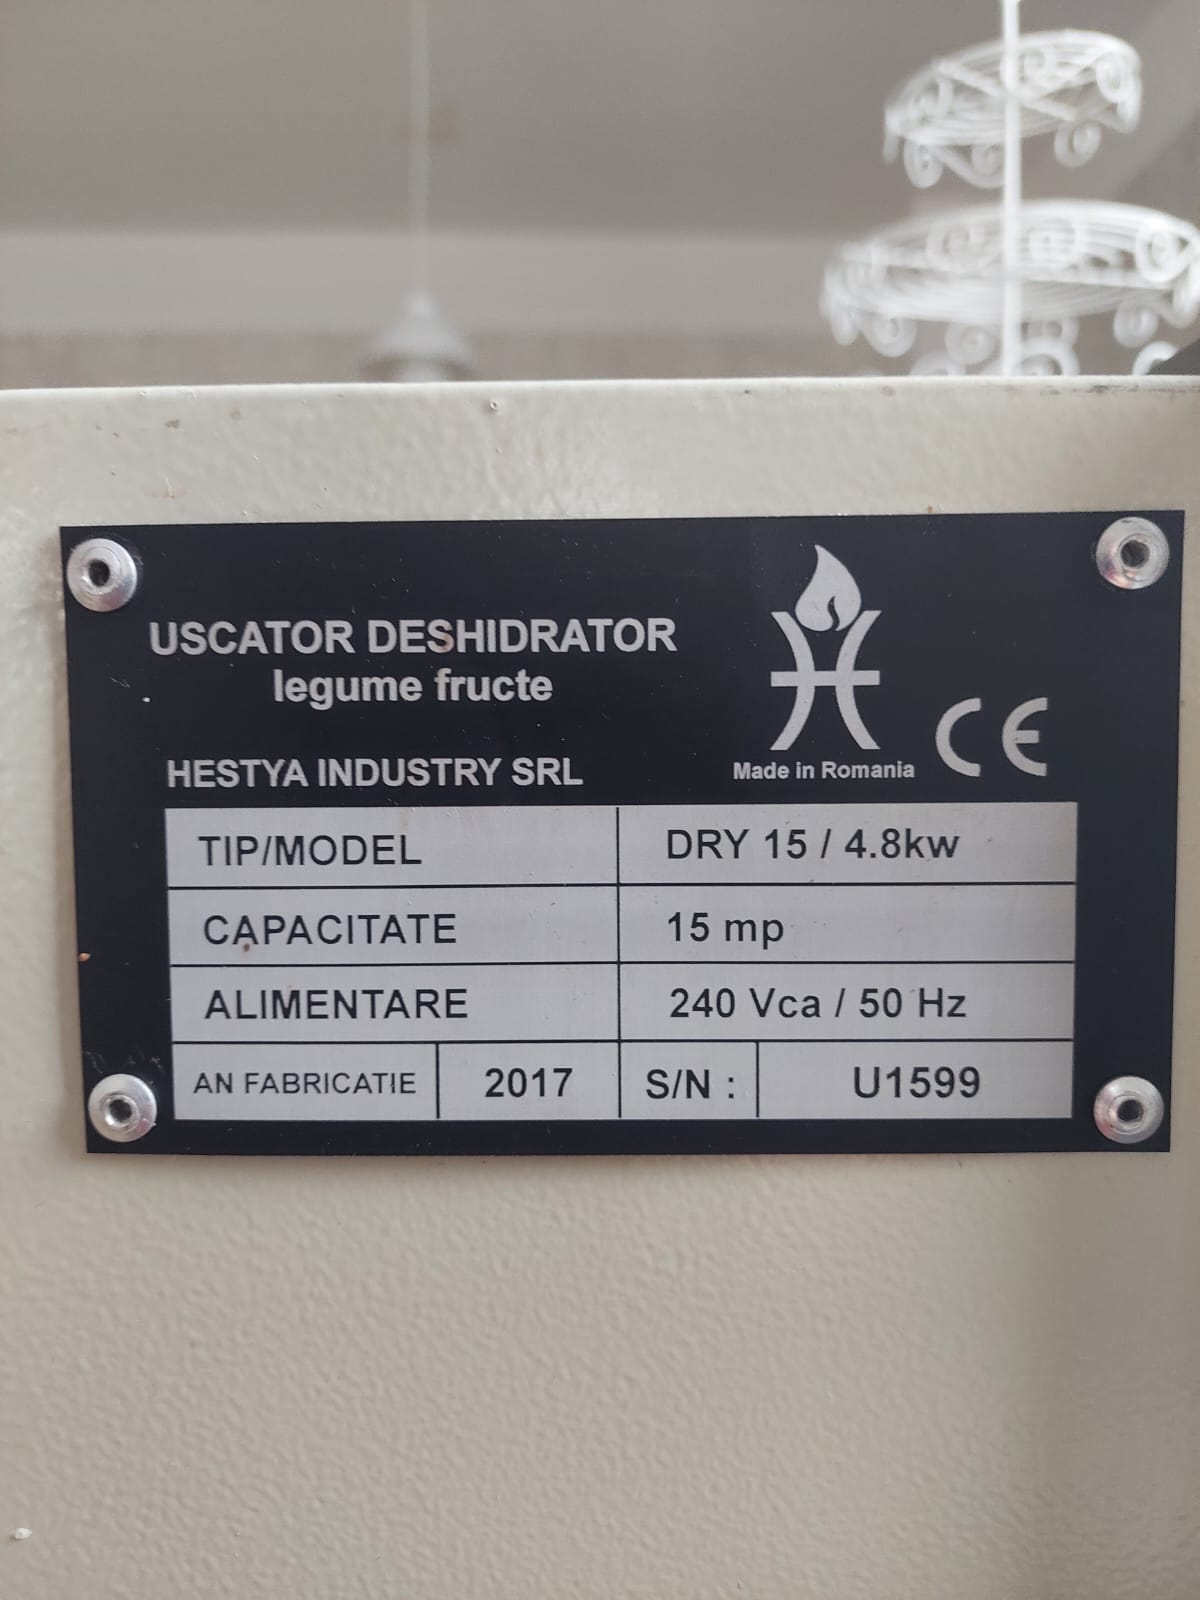 USCATOR DESHIDRATOR
legume fructe
HESTYA INDUSTRY SRL
Made in Romania
CE
TIP/MODEL DRY 15 / 4.8kw
CAPACITATE 15 mp
ALIMENTARE 240 Vca / 50 Hz
AN FABRICATIE 2017 S/N : U1599